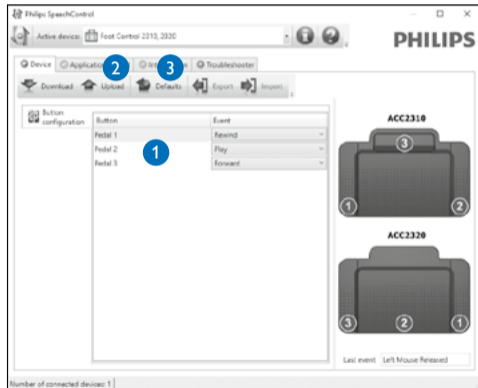 Philips SpeechControl
Active device: Foot Control 2310, 2320
PHILIPS
Device Application 2 Int 3 Troubleshooter
Download Upload Defaults Export Import
Button configuration
Button Event
Pedal 1 Rewind
Pedal 2 Play
Pedal 3 Forward
1
ACC2310
3
1 2
ACC2320
3 2 1
Last event Left Mouse Released
Number of connected devices: 1